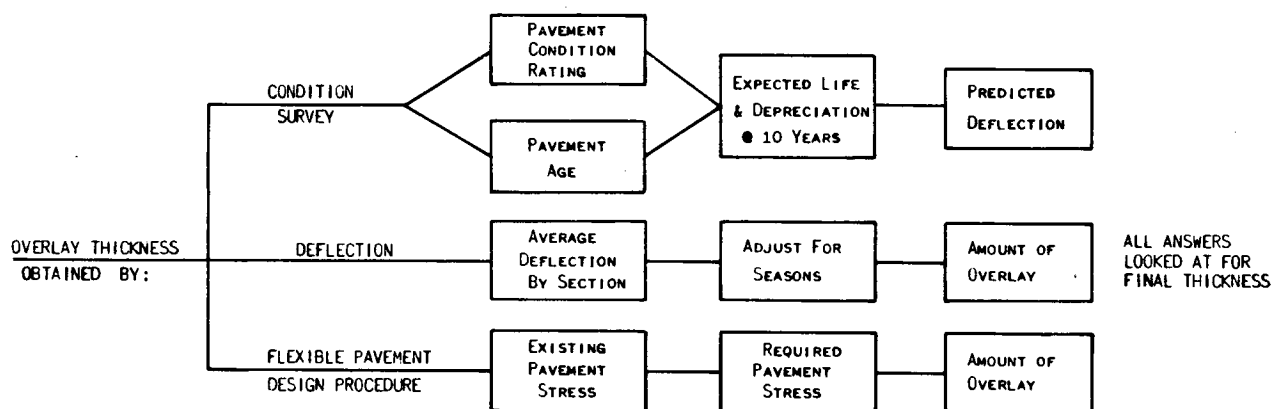 OVERLAY THICKNESS
OBTAINED BY:
CONDITION
SURVEY
PAVEMENT
CONDITION
RATING
PAVEMENT
AGE
EXPECTED LIFE
& DEPRECIATION
@ 10 YEARS
PREDICTED
DEFLECTION
DEFLECTION
AVERAGE
DEFLECTION
BY SECTION
ADJUST FOR
SEASONS
AMOUNT OF
OVERLAY
FLEXIBLE PAVEMENT
DESIGN PROCEDURE
EXISTING
PAVEMENT
STRESS
REQUIRED
PAVEMENT
STRESS
AMOUNT OF
OVERLAY
ALL ANSWERS
LOOKED AT FOR
FINAL THICKNESS